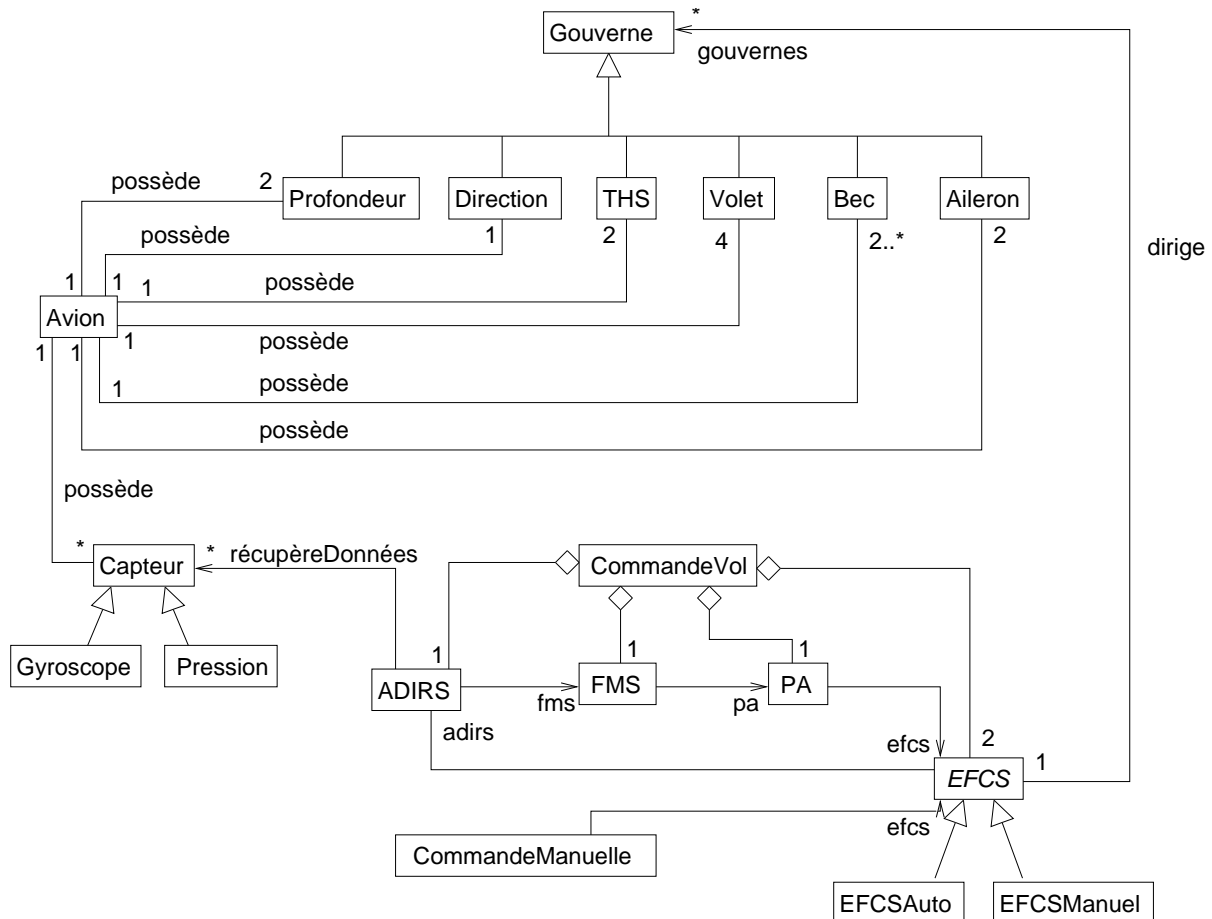 Gouverne
*
gouvernes
possède
2
Profondeur
Direction
THS
Volet
Bec
Aileron
possède
1
2
4
2..*
2
dirige
1
1
1
possède
Avion
1
1
1
possède
1
possède
possède
possède
*
Capteur
*
récupèreDonnées
CommandeVol
Gyroscope
Pression
1
1
1
ADIRS
fms
FMS
pa
PA
adirs
efcs
2
1
EFCS
efcs
CommandeManuelle
EFCSAuto
EFCSManuel